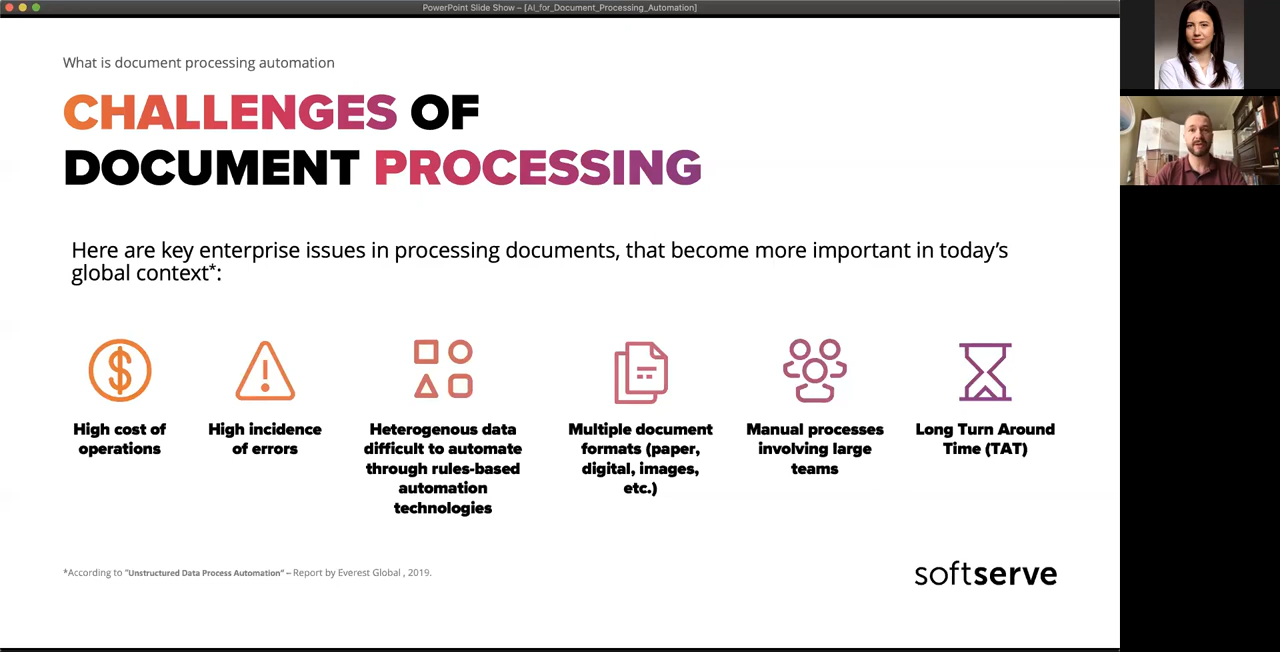 PowerPoint Slide Show – [AI_for_Document_Processing_Automation]
What is document processing automation
CHALLENGES OF
DOCUMENT PROCESSING
Here are key enterprise issues in processing documents, that become more important in today's
global context*:
High cost of
operations
High incidence
of errors
Heterogenous data
difficult to automate
through rules-based
automation
technologies
Multiple document
formats (paper,
digital, images,
etc.)
Manual processes
involving large
teams
Long Turn Around
Time (TAT)
*According to "Unstructured Data Process Automation" – Report by Everest Global , 2019.
softserve